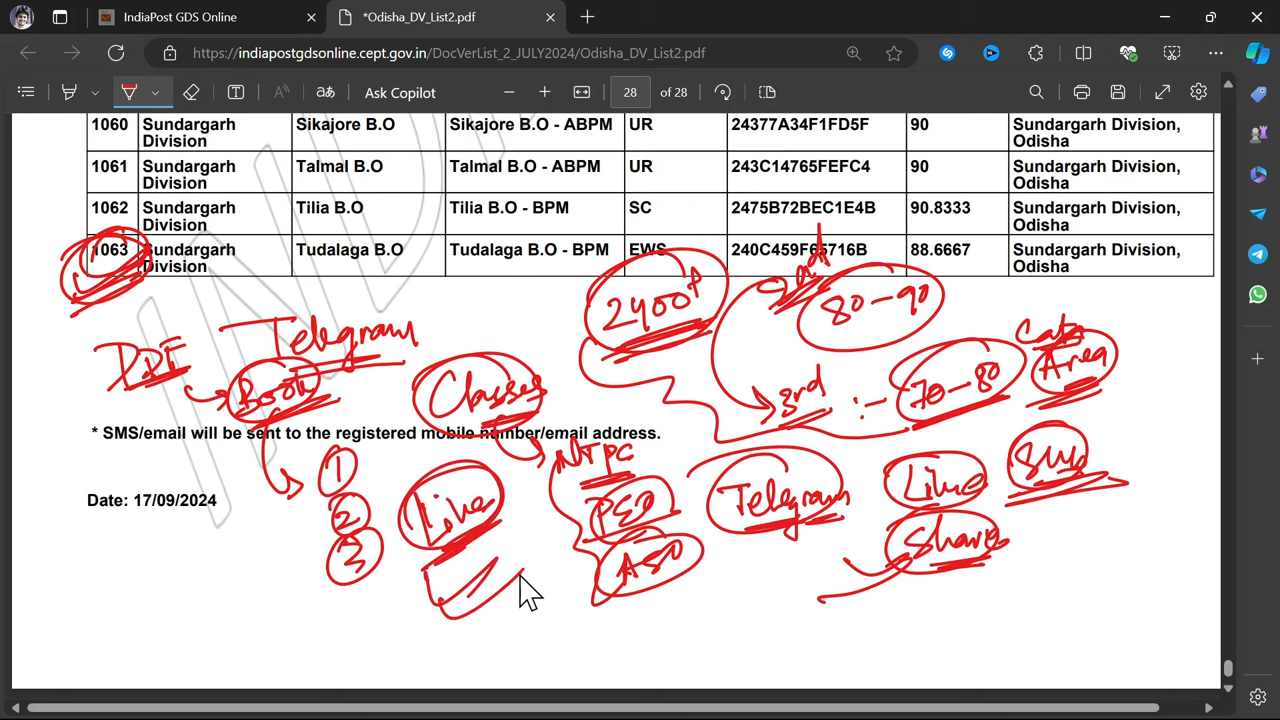 IndiaPost GDS Online
*Odisha_DV_List2.pdf
https://indiapostgdsonline.cept.gov.in/DocVerList_2_JULY2024/Odisha_DV_List2.pdf
aあ
Ask Copilot
28 of 28
1060 Sundargarh Division Sikajore B.O Sikajore B.O - ABPM UR 24377A34F1FD5F 90 Sundargarh Division, Odisha
1061 Sundargarh Division Talmal B.O Talmal B.O - ABPM UR 243C14765FEFC4 90 Sundargarh Division, Odisha
1062 Sundargarh Division Tilia B.O Tilia B.O - BPM SC 2475B72BEC1E4B 90.8333 Sundargarh Division, Odisha
1063 Sundargarh Division Tudalaga B.O Tudalaga B.O - BPM EWS 240C459F65716B 88.6667 Sundargarh Division, Odisha
2400+ 2nd 80-90
Telegram
Book Classes 3rd :- 70-80 Area
* SMS/email will be sent to the registered mobile number/email address.
1 NTPC
Date: 17/09/2024
2 Live Telegram Like
3 ASO Share